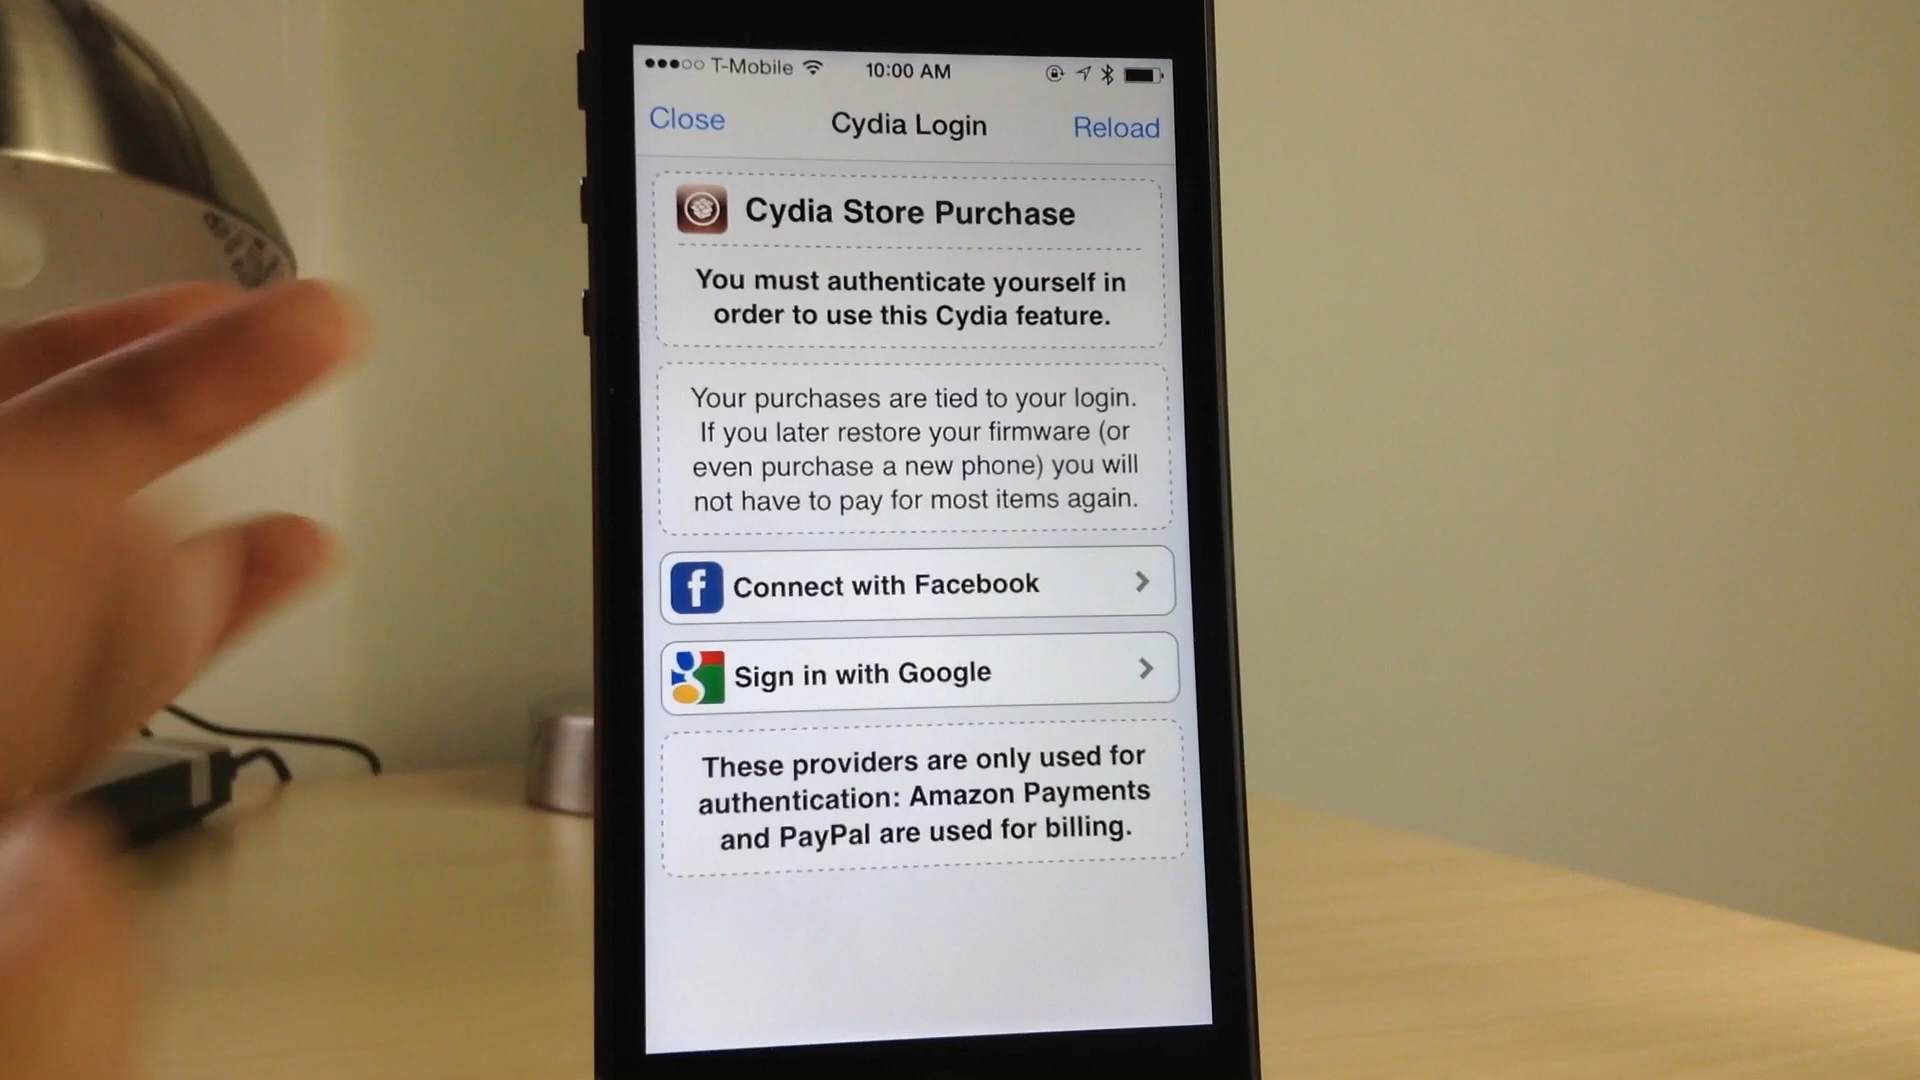 T-Mobile 10:00 AM
Close Cydia Login Reload
Cydia Store Purchase
You must authenticate yourself in
order to use this Cydia feature.
Your purchases are tied to your login.
If you later restore your firmware (or
even purchase a new phone) you will
not have to pay for most items again.
f Connect with Facebook
g Sign in with Google
These providers are only used for
authentication: Amazon Payments
and PayPal are used for billing.